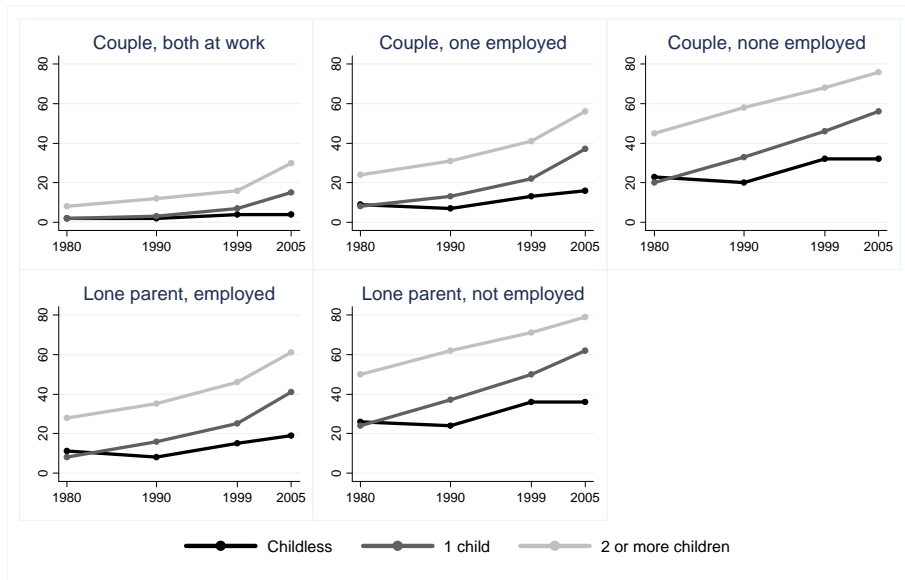 Couple, both at work
Couple, one employed
Couple, none employed
80
60
40
20
0
1980 1990 1999 2005
80
60
40
20
0
1980 1990 1999 2005
80
60
40
20
0
1980 1990 1999 2005
Lone parent, employed
Lone parent, not employed
80
60
40
20
0
1980 1990 1999 2005
80
60
40
20
0
1980 1990 1999 2005
Childless 1 child 2 or more children